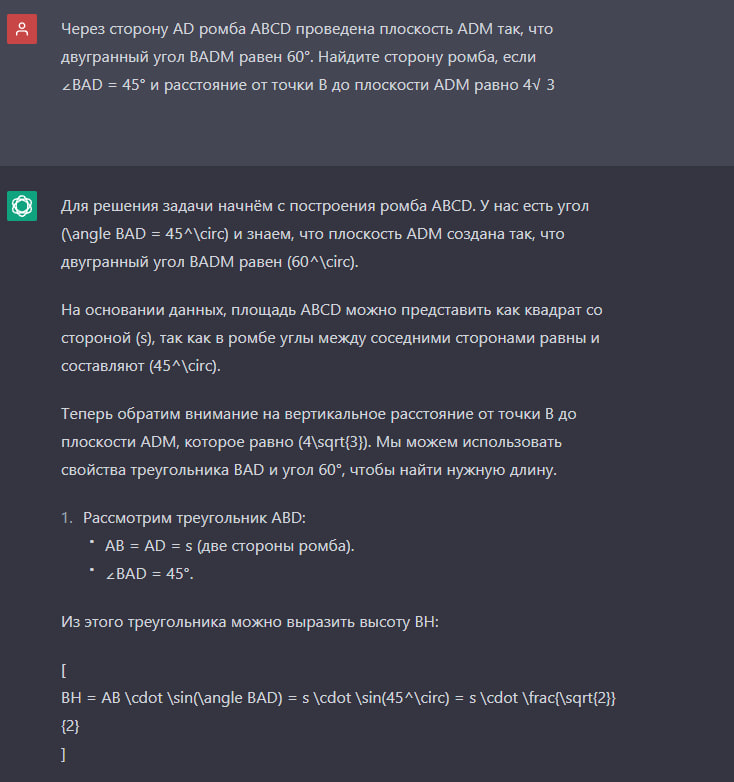 Через сторону AD ромба ABCD проведена плоскость ADM так, что
двугранный угол BADM равен 60°. Найдите сторону ромба, если
∠BAD = 45° и расстояние от точки B до плоскости ADM равно 4√ 3
Для решения задачи начнём с построения ромба ABCD. У нас есть угол
(\angle BAD = 45^\circ) и знаем, что плоскость ADM создана так, что
двугранный угол BADM равен (60^\circ).
На основании данных, площадь ABCD можно представить как квадрат со
стороной (s), так как в ромбе углы между соседними сторонами равны и
составляют (45^\circ).
Теперь обратим внимание на вертикальное расстояние от точки B до
плоскости ADM, которое равно (4\sqrt{3}). Мы можем использовать
свойства треугольника BAD и угол 60°, чтобы найти нужную длину.
1. Рассмотрим треугольник ABD:
• AB = AD = s (две стороны ромба).
• ∠BAD = 45°.
Из этого треугольника можно выразить высоту BH:
[
BH = AB \cdot \sin(\angle BAD) = s \cdot \sin(45^\circ) = s \cdot \frac{\sqrt{2}}
{2}
]